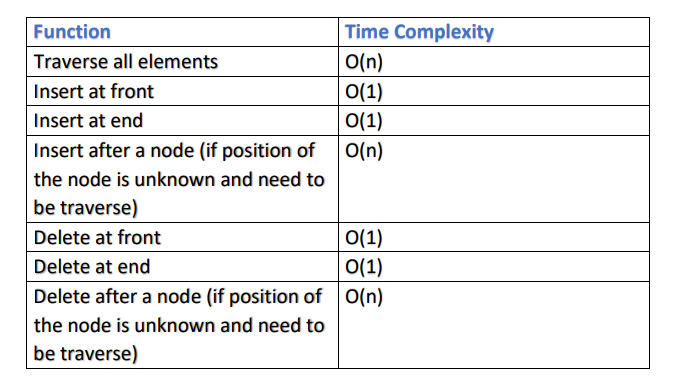 Function Time Complexity
Traverse all elements O(n)
Insert at front O(1)
Insert at end O(1)
Insert after a node (if position of O(n)
the node is unknown and need to
be traverse)
Delete at front O(1)
Delete at end O(1)
Delete after a node (if position of O(n)
the node is unknown and need to
be traverse)